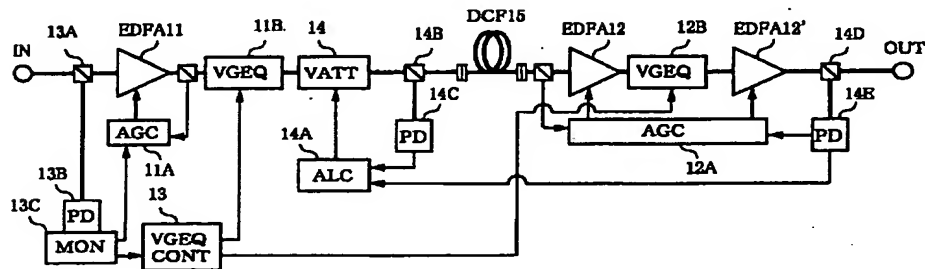 DCF15
13A EDFA11 11B 14 14B EDFA12 12B EDFA12' 14D
IN VGEQ VATT VGEQ OUT
14C 14E
AGC 14A PD AGC PD
11A 12A
13B 13 ALC
13C PD VGEQ
MON CONT